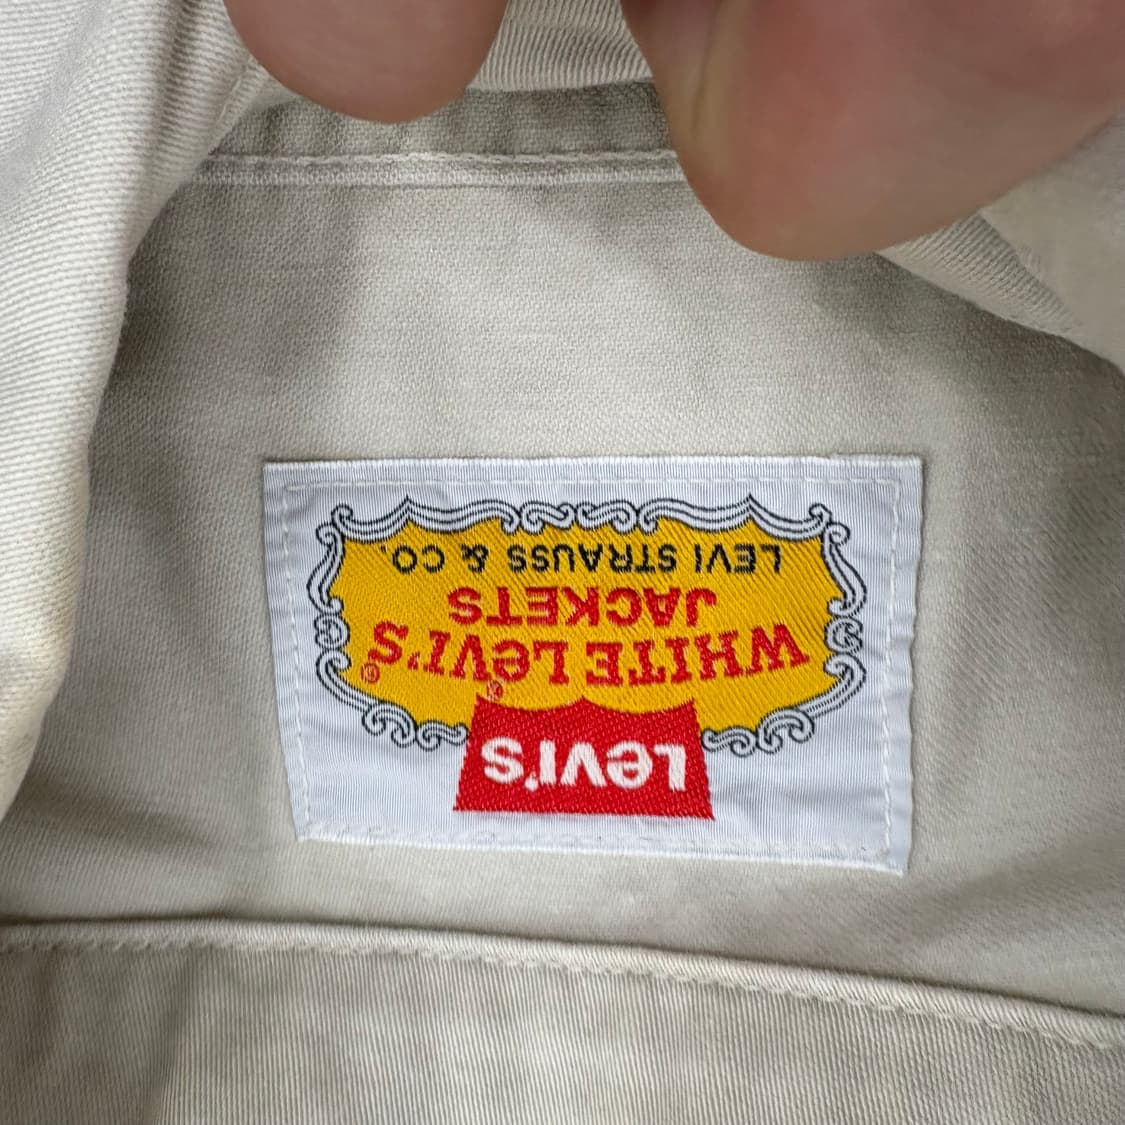 Levi's
WHITE LEVI'S®
JACKETS
LEVI STRAUSS & CO.